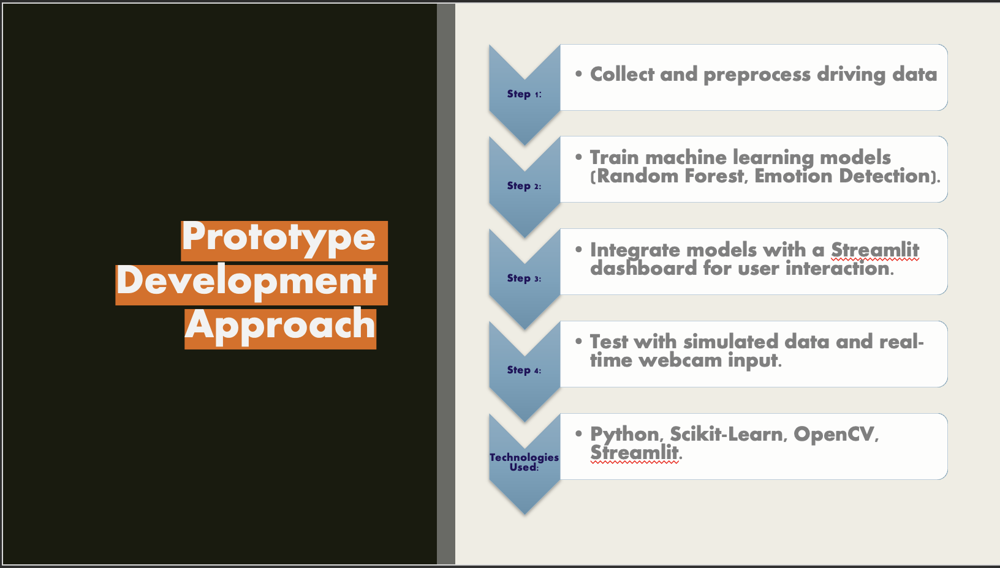 Prototype
Development
Approach
Step 1:
• Collect and preprocess driving data
Step 2:
• Train machine learning models
(Random Forest, Emotion Detection).
Step 3:
• Integrate models with a Streamlit
dashboard for user interaction.
Step 4:
• Test with simulated data and real-
time webcam input.
Technologies
Used:
• Python, Scikit-Learn, OpenCV,
Streamlit.